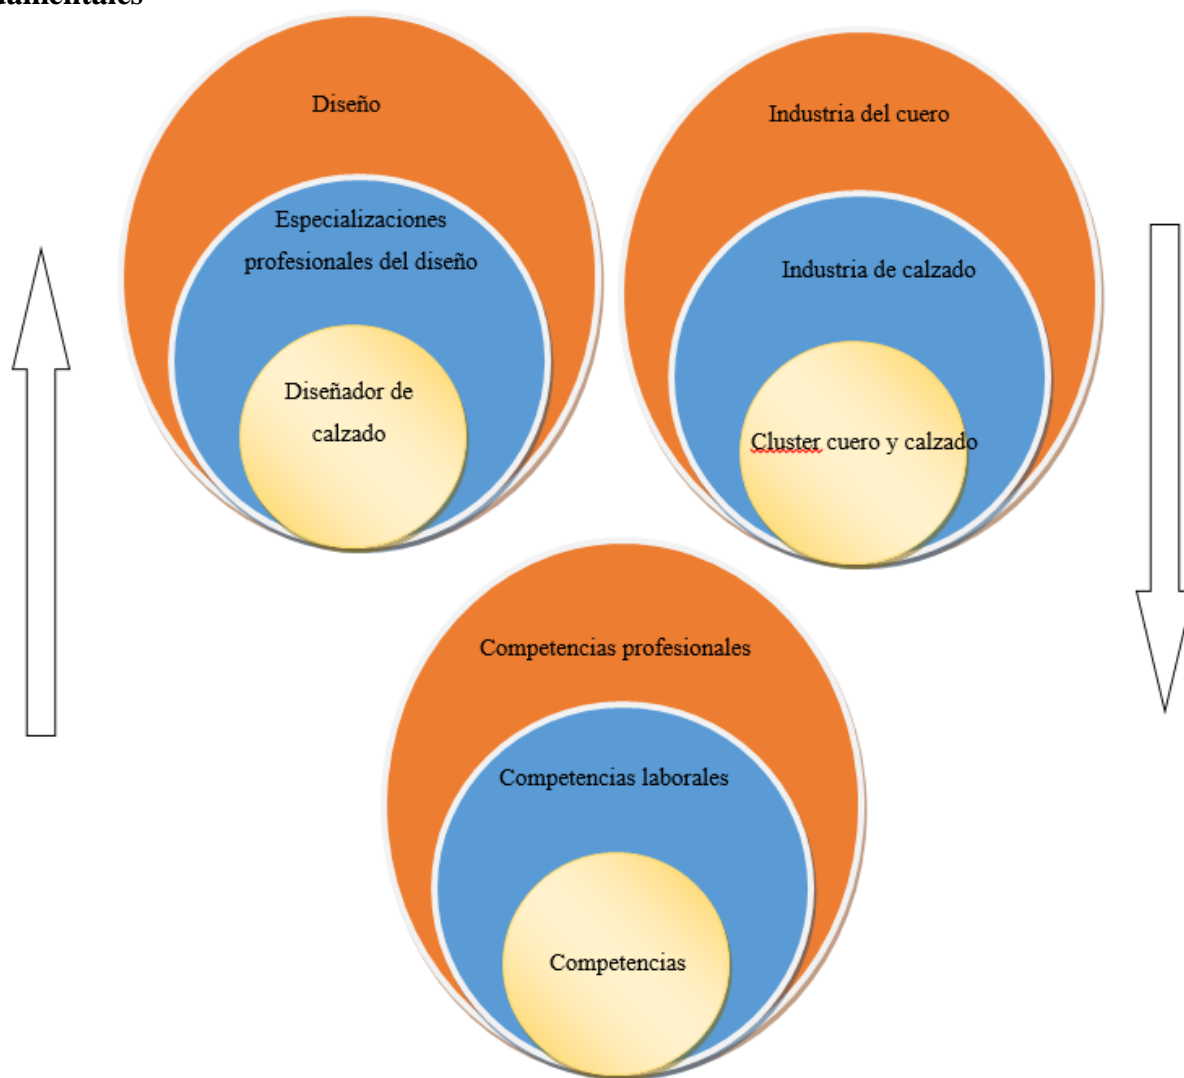 Diseño
Especializaciones
profesionales del diseño
Diseñador de
calzado
Industria del cuero
Industria de calzado
Cluster cuero y calzado
Competencias profesionales
Competencias laborales
Competencias